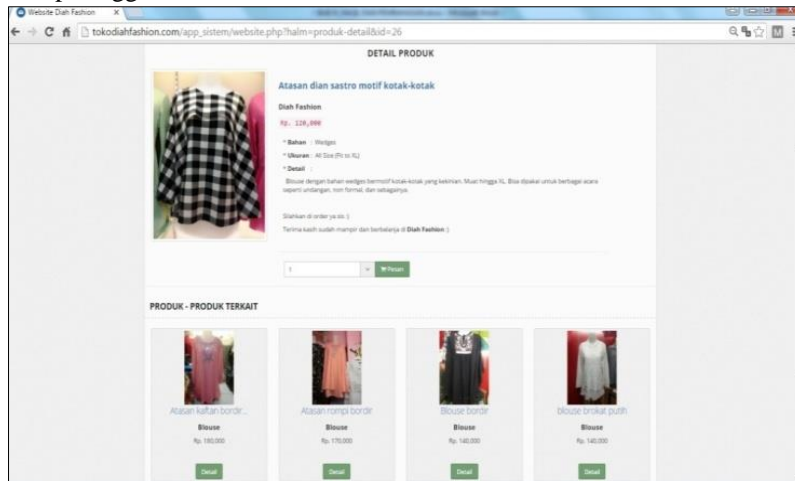 Website Diah Fashion
tokodiahfashion.com/app_sistem/website.php?halm=produk-detail&id=26
DETAIL PRODUK
Atasan dian sastro motif kotak-kotak
Diah Fashion
Rp. 120,000
* Bahan : Wedges
* Ukuran : All Size (Fit to XL)
* Detail :
Blouse dengan bahan wedges bermotif kotak-kotak yang kekinian. Muat hingga XL. Bisa dipakai untuk berbagai acara
seperti undangan, non formal, dan sebagainya.
Silahkan di order ya sis :)
Terima kasih sudah mampir dan berbelanja di Diah Fashion :)
1
Pesan
PRODUK - PRODUK TERKAIT
Atasan kaftan bordir...
Blouse
Rp. 180,000
Detail
Atasan rompi bordir
Blouse
Rp. 170,000
Detail
Blouse bordir
Blouse
Rp. 140,000
Detail
blouse brokat putih
Blouse
Rp. 140,000
Detail